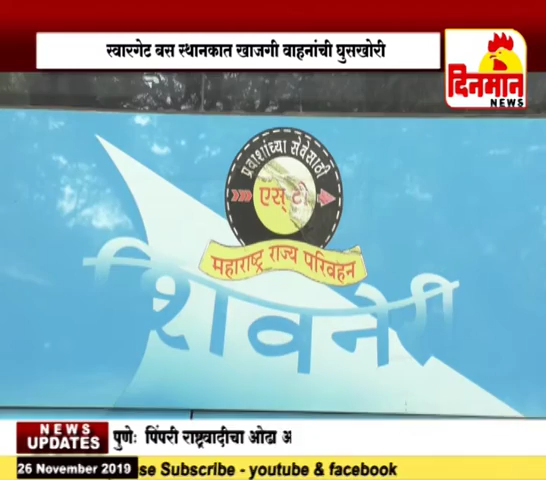 स्वारगेट बस स्थानकात खाजगी वाहनांची घुसखोरी
दिनमान
NEWS
प्रवाशांच्या सेवेसाठी
एस् टी
महाराष्ट्र राज्य परिवहन
शिवनेरी
NEWS UPDATES
पुणेः पिंपरी राष्ट्रवादीचा ओढा
26 November 2019 se Subscribe - youtube & facebook